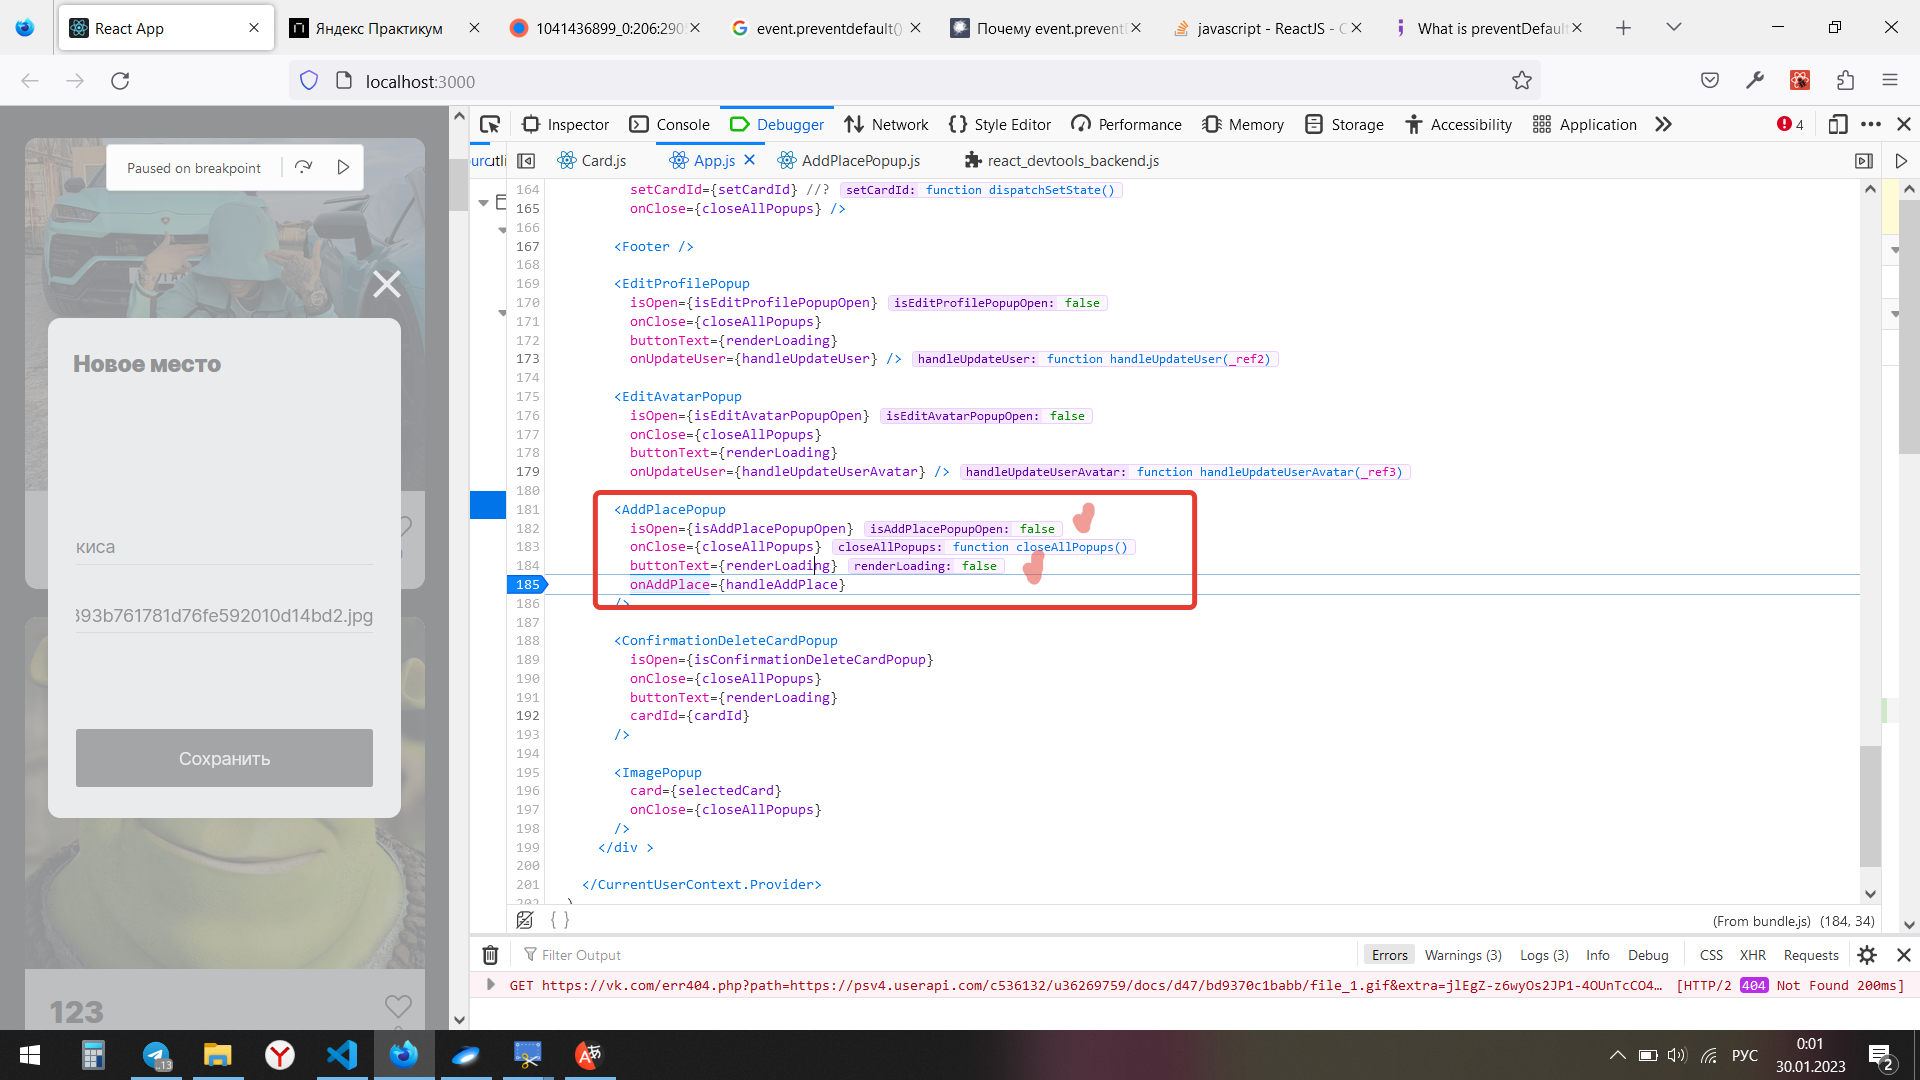 React App
Яндекс Практикум
1041436899_0:206:290
event.preventdefault()
Почему event.prevent
javascript - ReactJS - C
What is preventDefault
localhost:3000
Inspector Console Debugger Network Style Editor Performance Memory Storage Accessibility Application 4
Card.js App.js AddPlacePopup.js react_devtools_backend.js
Paused on breakpoint
Новое место
киса
393b761781d76fe592010d14bd2.jpg
Сохранить
123
164 setCardId={setCardId} //? setCardId: function dispatchSetState()
165 onClose={closeAllPopups} />
166
167 <Footer />
168
169 <EditProfilePopup
170 isOpen={isEditProfilePopupOpen} isEditProfilePopupOpen: false
171 onClose={closeAllPopups}
172 buttonText={renderLoading}
173 onUpdateUser={handleUpdateUser} /> handleUpdateUser: function handleUpdateUser(_ref2)
174
175 <EditAvatarPopup
176 isOpen={isEditAvatarPopupOpen} isEditAvatarPopupOpen: false
177 onClose={closeAllPopups}
178 buttonText={renderLoading}
179 onUpdateUser={handleUpdateUserAvatar} /> handleUpdateUserAvatar: function handleUpdateUserAvatar(_ref3)
180
181 <AddPlacePopup
182 isOpen={isAddPlacePopupOpen} isAddPlacePopupOpen: false
183 onClose={closeAllPopups} closeAllPopups: function closeAllPopups()
184 buttonText={renderLoading} renderLoading: false
185 onAddPlace={handleAddPlace}
186 />
187
188 <ConfirmationDeleteCardPopup
189 isOpen={isConfirmationDeleteCardPopup}
190 onClose={closeAllPopups}
191 buttonText={renderLoading}
192 cardId={cardId}
193 />
194
195 <ImagePopup
196 card={selectedCard}
197 onClose={closeAllPopups}
198 />
199 </div >
200
201 </CurrentUserContext.Provider>
202 )
{ } (From bundle.js) (184, 34)
Filter Output Errors Warnings (3) Logs (3) Info Debug CSS XHR Requests
GET https://vk.com/err404.php?path=https://psv4.userapi.com/c536132/u36269759/docs/d47/bd9370c1babb/file_1.gif&extra=jlEgZ-z6wyOs2JP1-4OUnTcCO4… [HTTP/2 404 Not Found 200ms]
13 РУС 0:01
30.01.2023 2